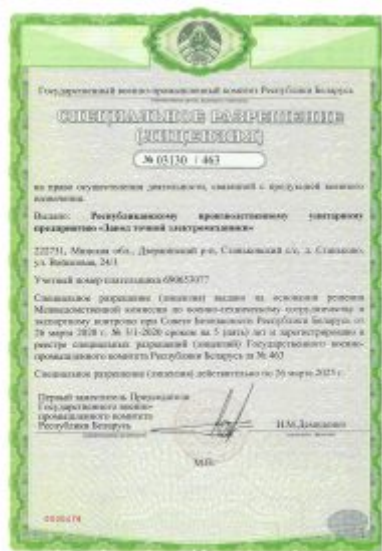 Государственный военно-промышленный комитет Республики Беларусь
СПЕЦИАЛЬНОЕ РАЗРЕШЕНИЕ
(ЛИЦЕНЗИЯ)
№ 03130 / 463
на право осуществления деятельности, связанной с продукцией военного
назначения.
Выдано: Республиканскому производственному унитарному
предприятию «Завод точной электромеханики»
222731, Минская обл., Дзержинский р-н, Станьковский с/с, д. Станьково,
ул. 24/1
Учетный номер плательщика 690653077
Специальное разрешение (лицензия) выдано на основании решения
Межведомственной комиссии по военно-техническому сотрудничеству и
экспортному контролю при Совете Безопасности Республики Беларусь от
26 марта 2020 г. № 3/1-2020 сроком на 5 (пять) лет и зарегистрировано в
реестре специальных разрешений (лицензий) Государственного военно-
промышленного комитета Республики Беларусь за № 463
Специальное разрешение (лицензия) действительно по 26 марта 2025 г.
Первый заместитель Председателя
Государственного военно-
промышленного комитета
Республики Беларусь
М.П.